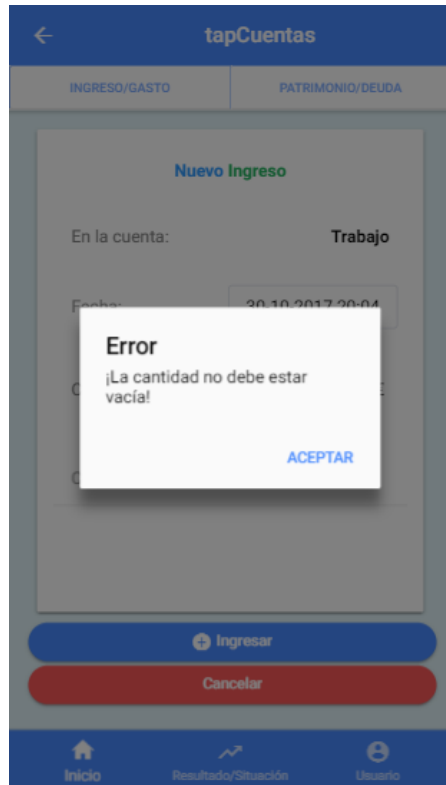 tapCuentas
INGRESO/GASTO PATRIMONIO/DEUDA
Nuevo Ingreso
En la cuenta: Trabajo
Fecha: 30-10-2017 20:04
Error
¡La cantidad no debe estar
vacía!
ACEPTAR
Ingresar
Cancelar
Inicio Resultado/Situación Usuario